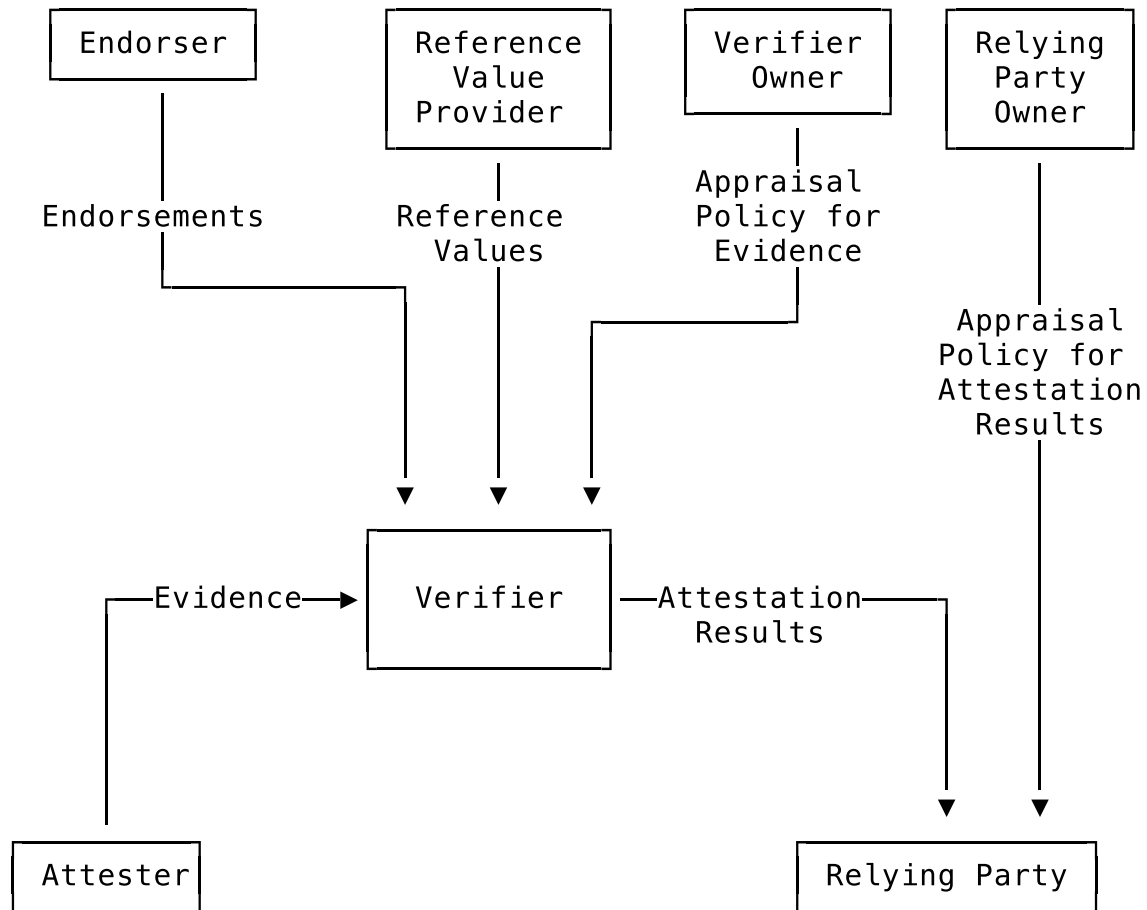 Endorser
Reference
Value
Provider
Verifier
Owner
Relying
Party
Owner
Endorsements
Reference
Values
Appraisal
Policy for
Evidence
Appraisal
Policy for
Attestation
Results
Evidence
Verifier
Attestation
Results
Attester
Relying Party